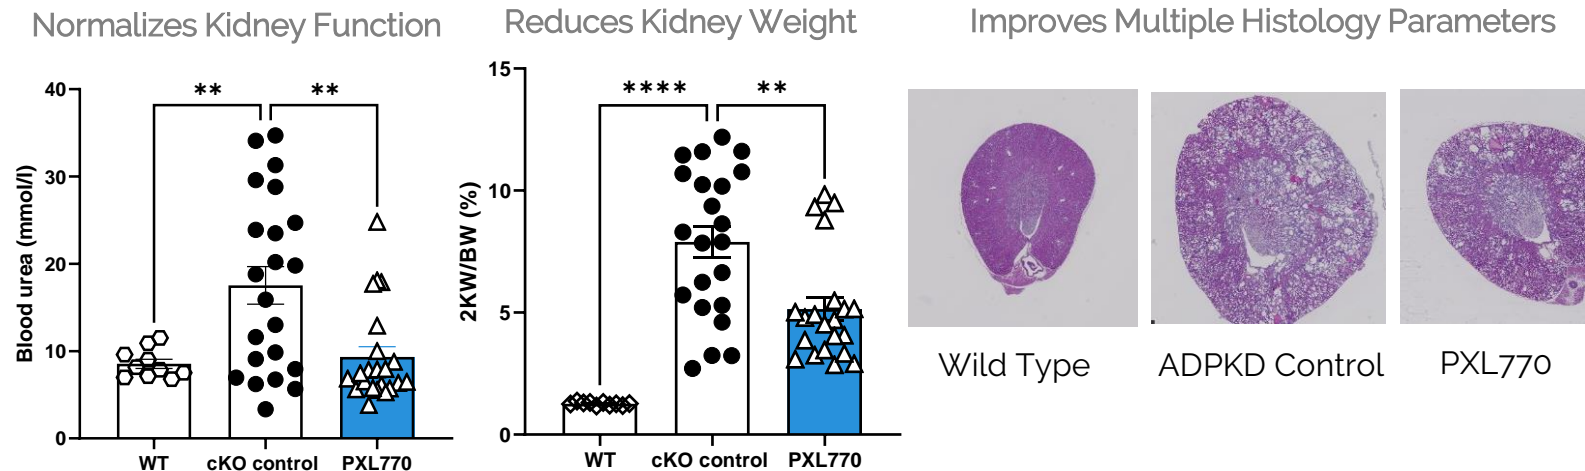 Normalizes Kidney Function
Reduces Kidney Weight
Improves Multiple Histology Parameters
Blood urea (mmol/l)
40
30
20
10
0
**
**
WT
cKO control
PXL770
2KW/BW (%)
15
10
5
0
****
**
WT
cKO control
PXL770
Wild Type
ADPKD Control
PXL770